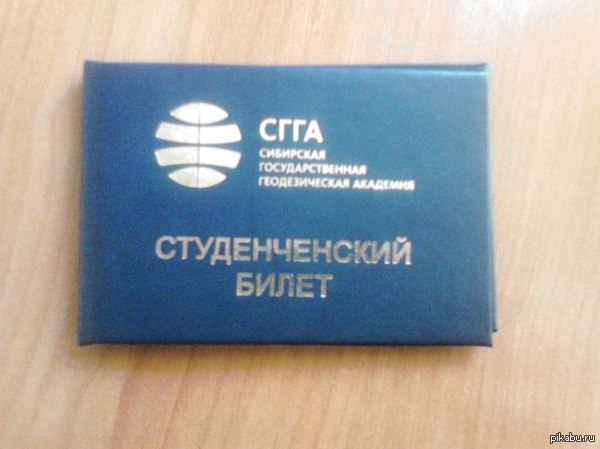 СГГА
СИБИРСКАЯ
ГОСУДАРСТВЕННАЯ
ГЕОДЕЗИЧЕСКАЯ АКАДЕМИЯ
СТУДЕНЧЕНСКИЙ
БИЛЕТ
pikabu.ru